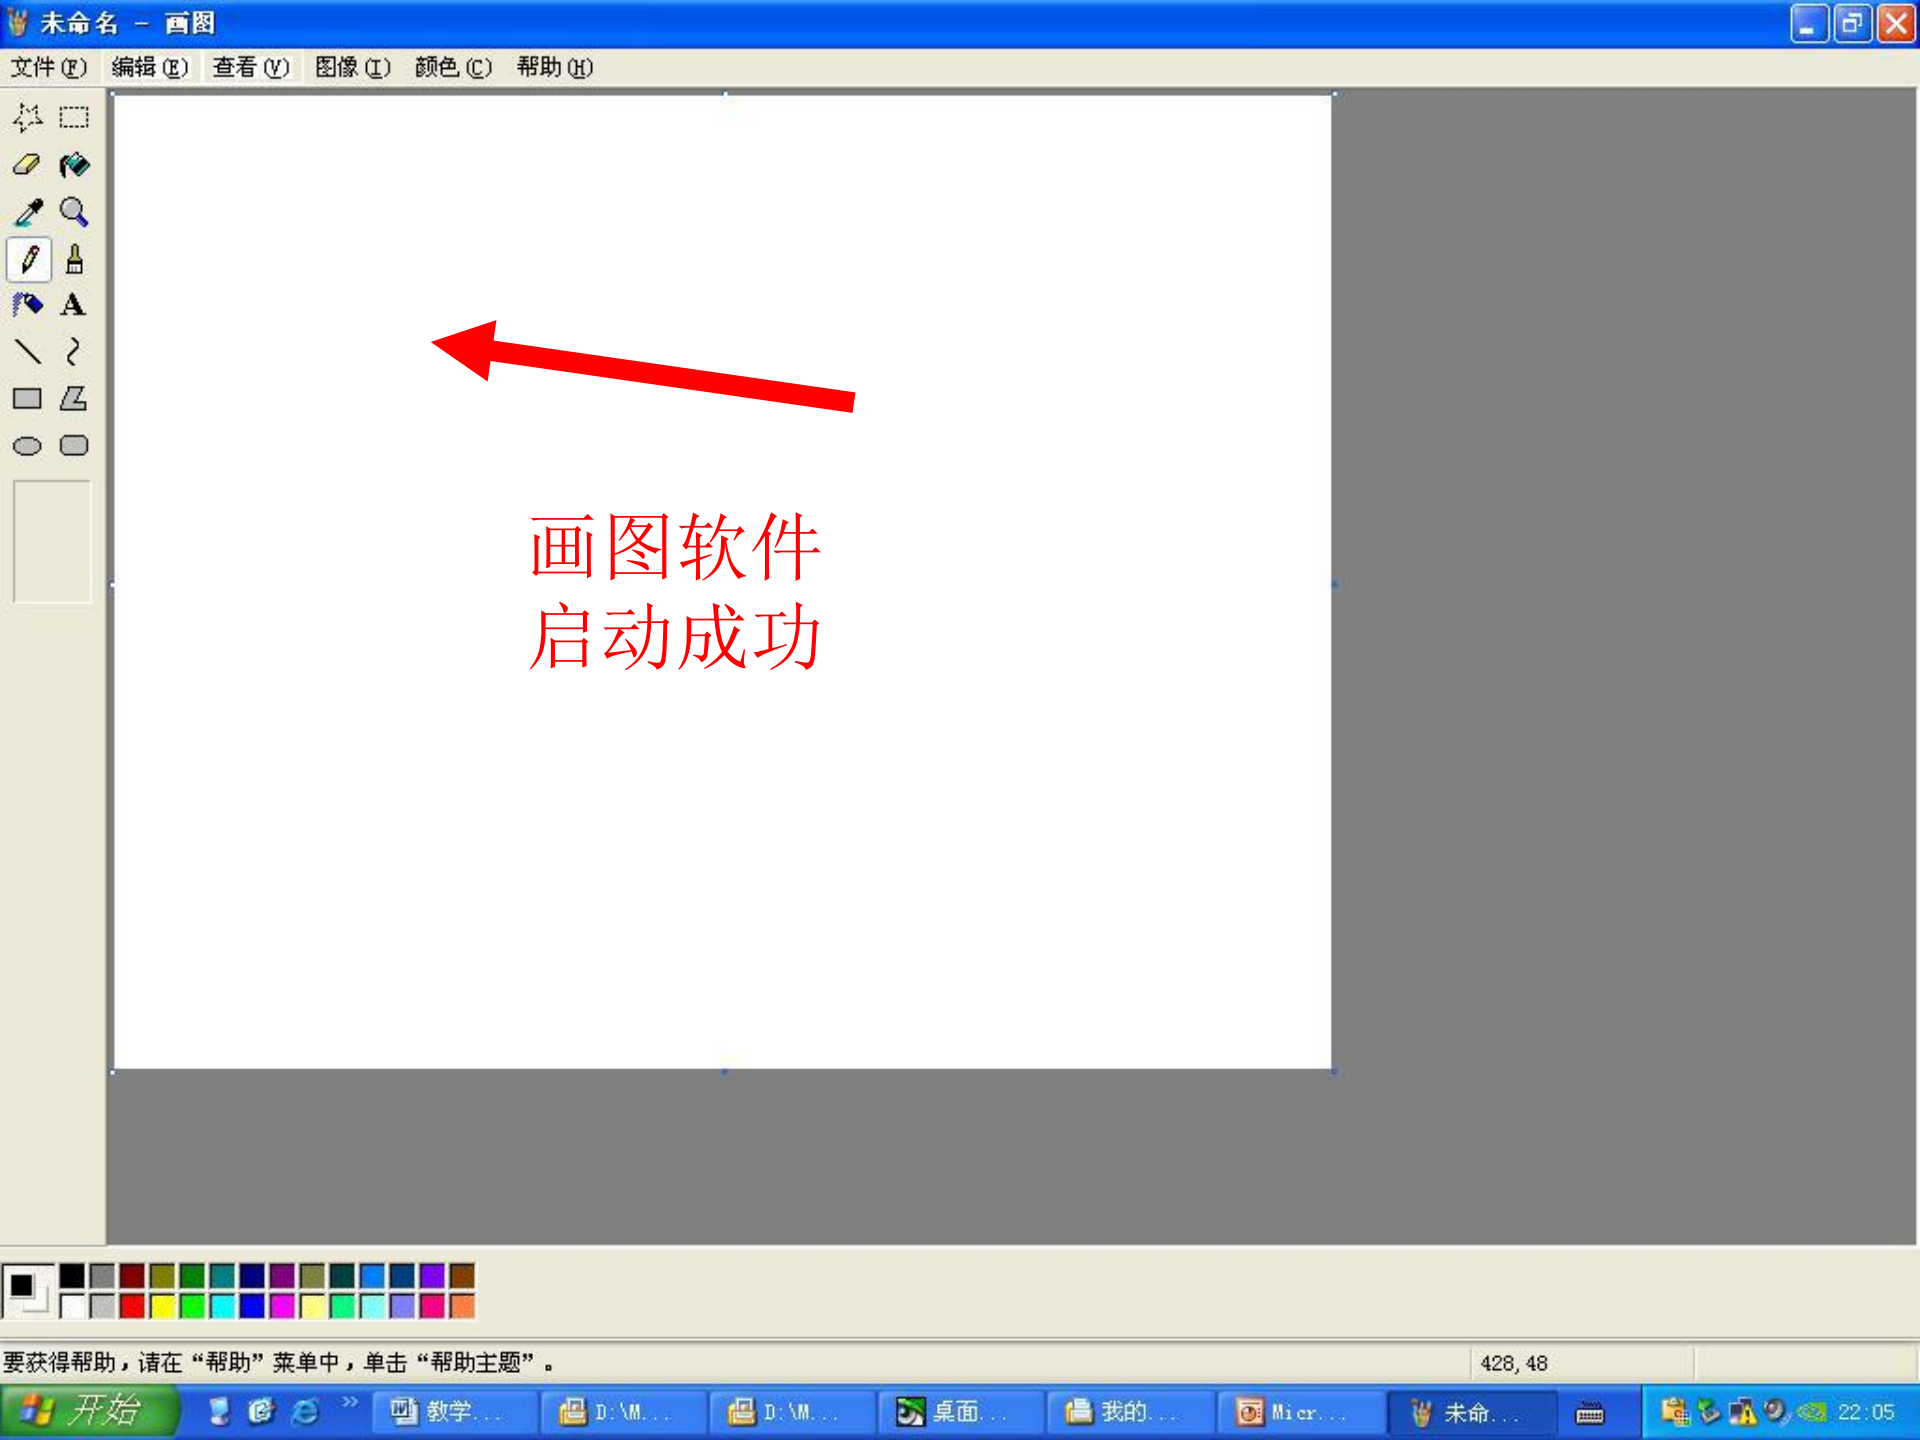 未命名 - 画图
文件(F) 编辑(E) 查看(V) 图像(I) 颜色(C) 帮助(H)
A
画图软件
启动成功
要获得帮助，请在“帮助”菜单中，单击“帮助主题”。
428,48
开始 教学... D:\M... D:\M... 桌面... 我的... Micr... 未命... 22:05